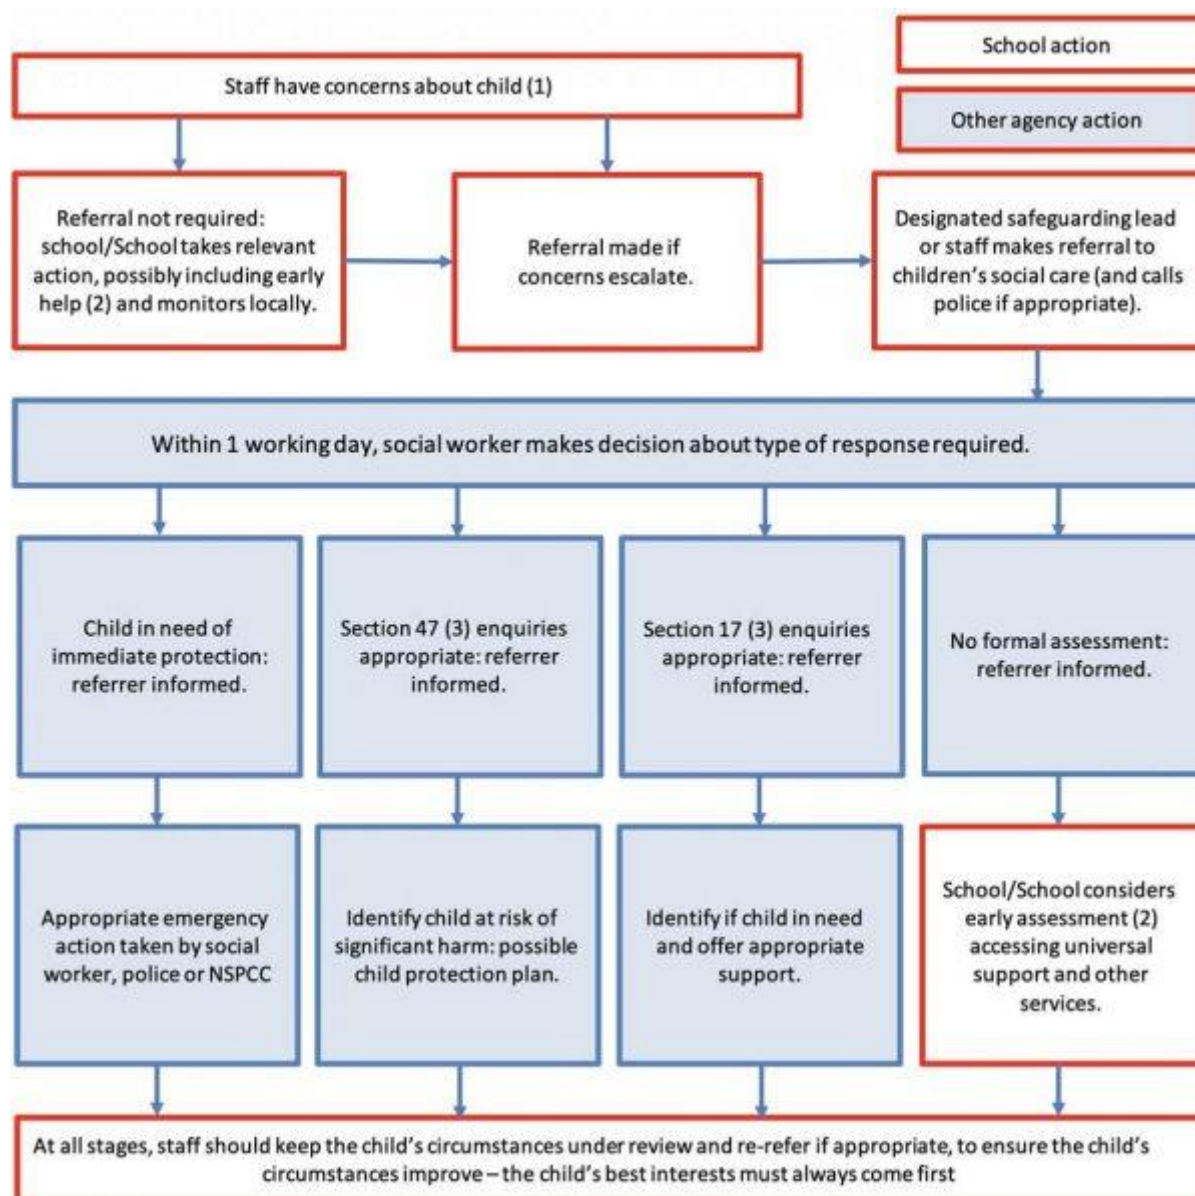 School action
Staff have concerns about child (1)
Other agency action
Referral not required:
school/School takes relevant
action, possibly including early
help (2) and monitors locally.
Referral made if
concerns escalate.
Designated safeguarding lead
or staff makes referral to
children's social care (and calls
police if appropriate).
Within 1 working day, social worker makes decision about type of response required.
Child in need of
immediate protection:
referrer informed.
Section 47 (3) enquiries
appropriate: referrer
informed.
Section 17 (3) enquiries
appropriate: referrer
informed.
No formal assessment:
referrer informed.
Appropriate emergency
action taken by social
worker, police or NSPCC
Identify child at risk of
significant harm: possible
child protection plan.
Identify if child in need
and offer appropriate
support.
School/School considers
early assessment (2)
accessing universal
support and other
services.
At all stages, staff should keep the child's circumstances under review and re-refer if appropriate, to ensure the child's
circumstances improve – the child's best interests must always come first